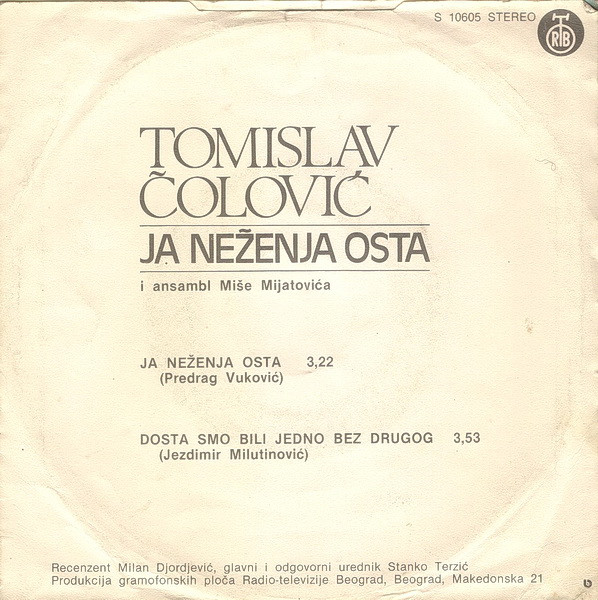 S 10605 STEREO
RTB
TOMISLAV
ČOLOVIĆ
JA NEŽENJA OSTA
i ansambl Miše Mijatovića
JA NEŽENJA OSTA 3,22
(Predrag Vuković)
DOSTA SMO BILI JEDNO BEZ DRUGOG 3,53
(Jezdimir Milutinović)
Recenzent Milan Djordjević, glavni i odgovorni urednik Stanko Terzić
Produkcija gramofonskih ploča Radio-televizije Beograd, Beograd, Makedonska 21